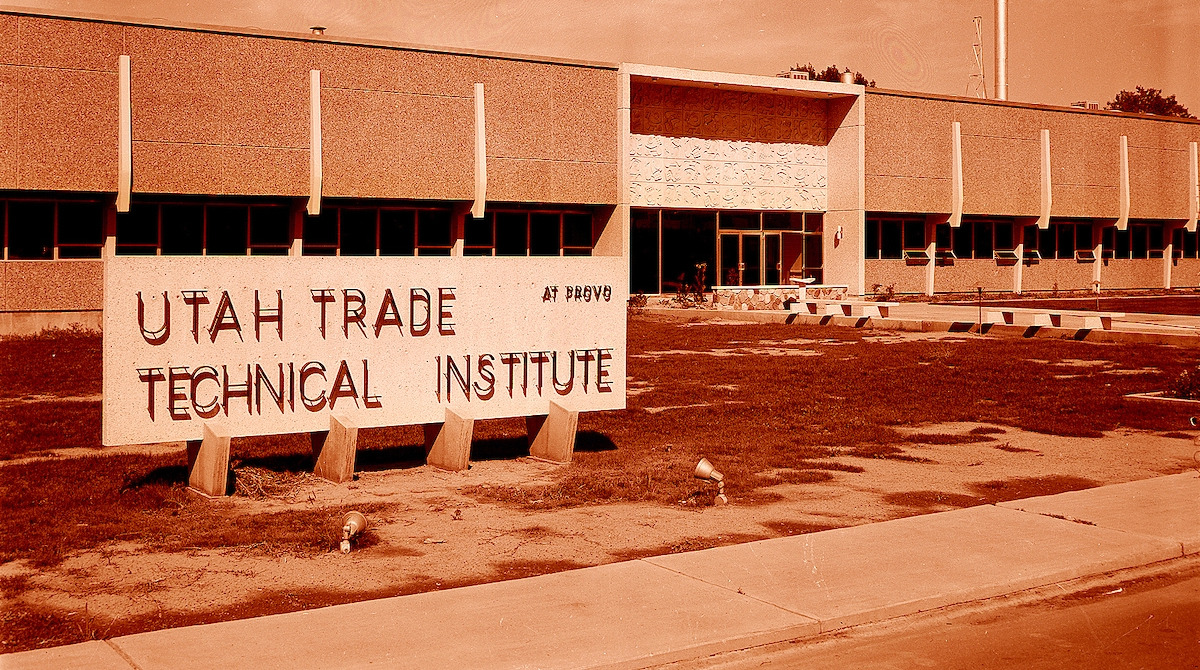 UTAH TRADE AT PROVO
TECHNICAL INSTITUTE